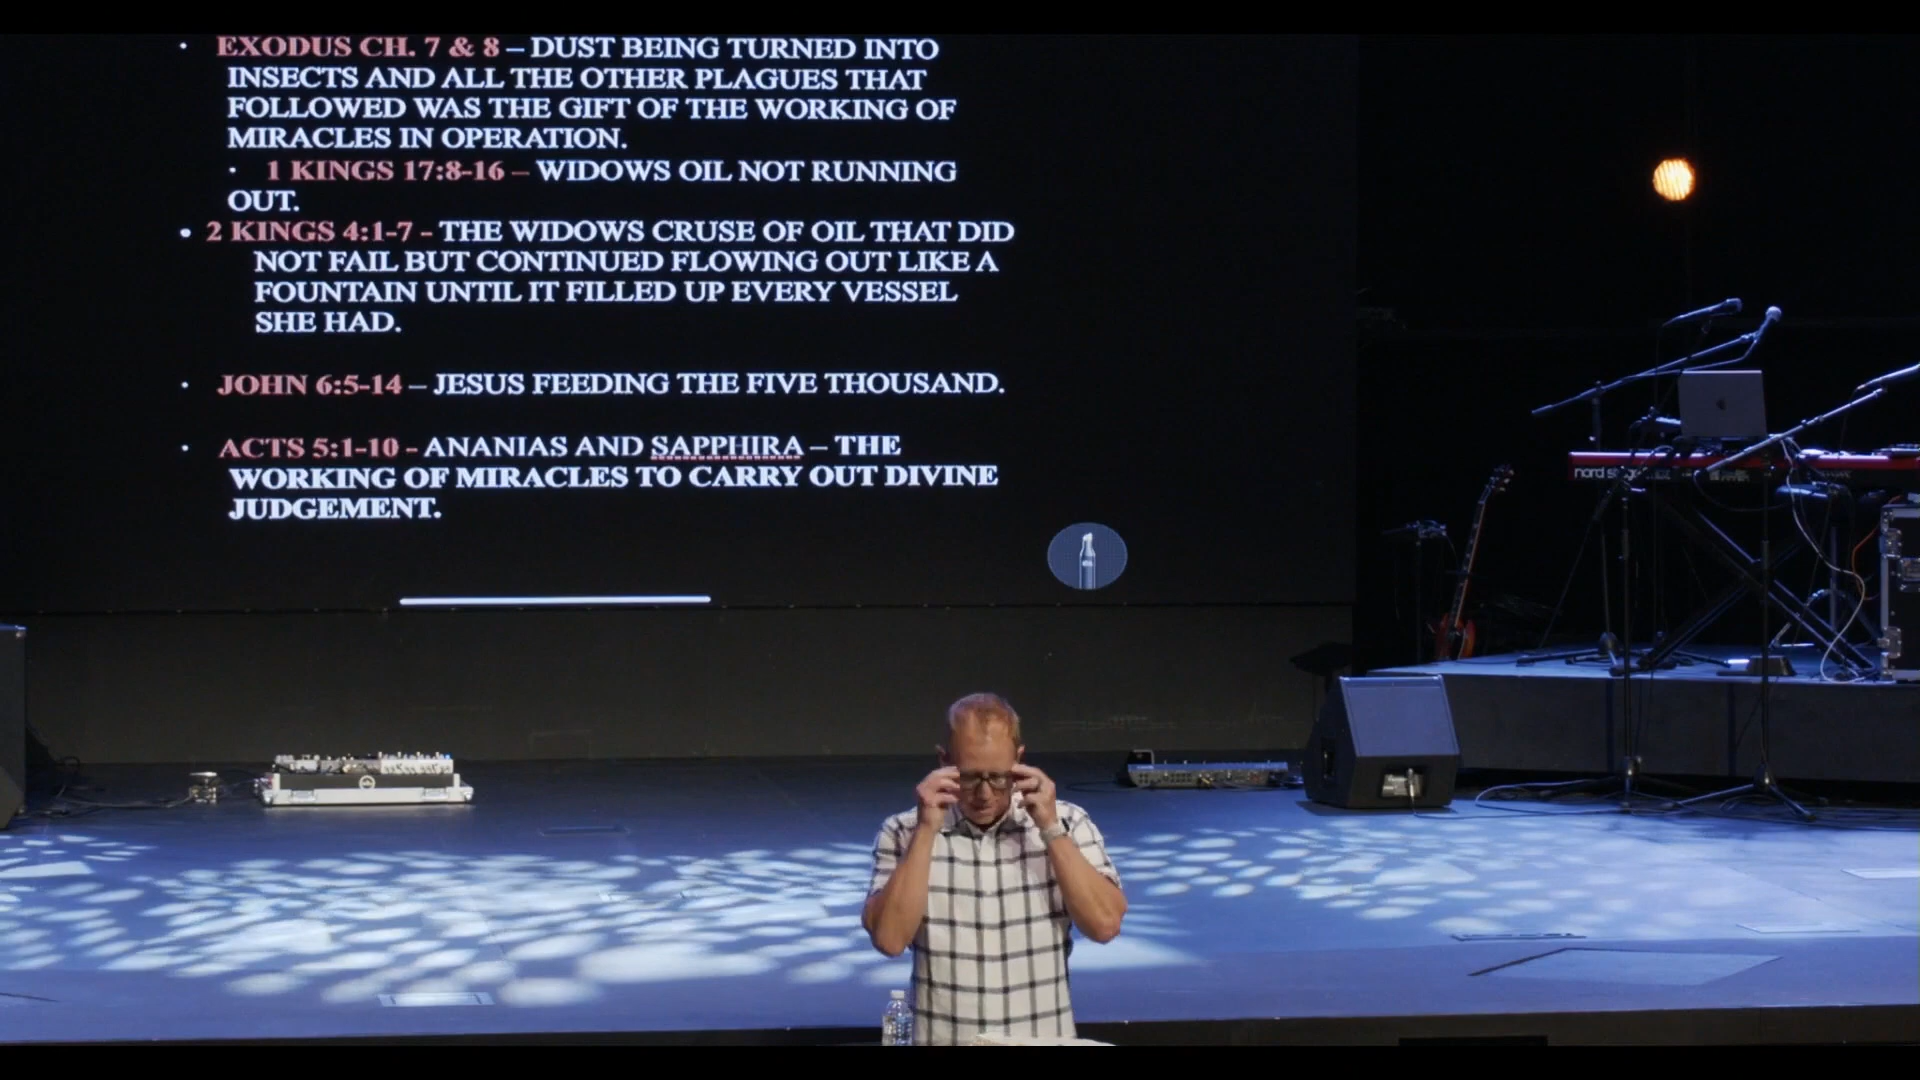 • EXODUS CH. 7 & 8 – DUST BEING TURNED INTO
INSECTS AND ALL THE OTHER PLAGUES THAT
FOLLOWED WAS THE GIFT OF THE WORKING OF
MIRACLES IN OPERATION.
• 1 KINGS 17:8-16 – WIDOWS OIL NOT RUNNING
OUT.
• 2 KINGS 4:1-7 - THE WIDOWS CRUSE OF OIL THAT DID
NOT FAIL BUT CONTINUED FLOWING OUT LIKE A
FOUNTAIN UNTIL IT FILLED UP EVERY VESSEL
SHE HAD.
• JOHN 6:5-14 – JESUS FEEDING THE FIVE THOUSAND.
• ACTS 5:1-10 - ANANIAS AND SAPPHIRA – THE
WORKING OF MIRACLES TO CARRY OUT DIVINE
JUDGEMENT.
nord